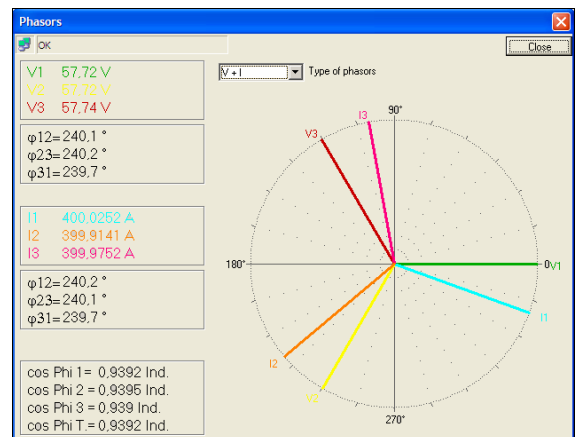 Phasors
OK
Close
V1 57,72 V
V2 57,72 V
V3 57,74 V
V + I
Type of phasors
φ12=240,1 °
φ23=240,2 °
φ31=239,7 °
I1 400,0252 A
I2 399,9141 A
I3 399,9752 A
φ12=240,2 °
φ23=240,1 °
φ31=239,7 °
cos Phi 1= 0,9392 Ind.
cos Phi 2 = 0,9395 Ind.
cos Phi 3 = 0,939 Ind.
cos Phi T.= 0,9392 Ind.
90°
I3
V3
180°
0
V1
I1
I2
V2
270°